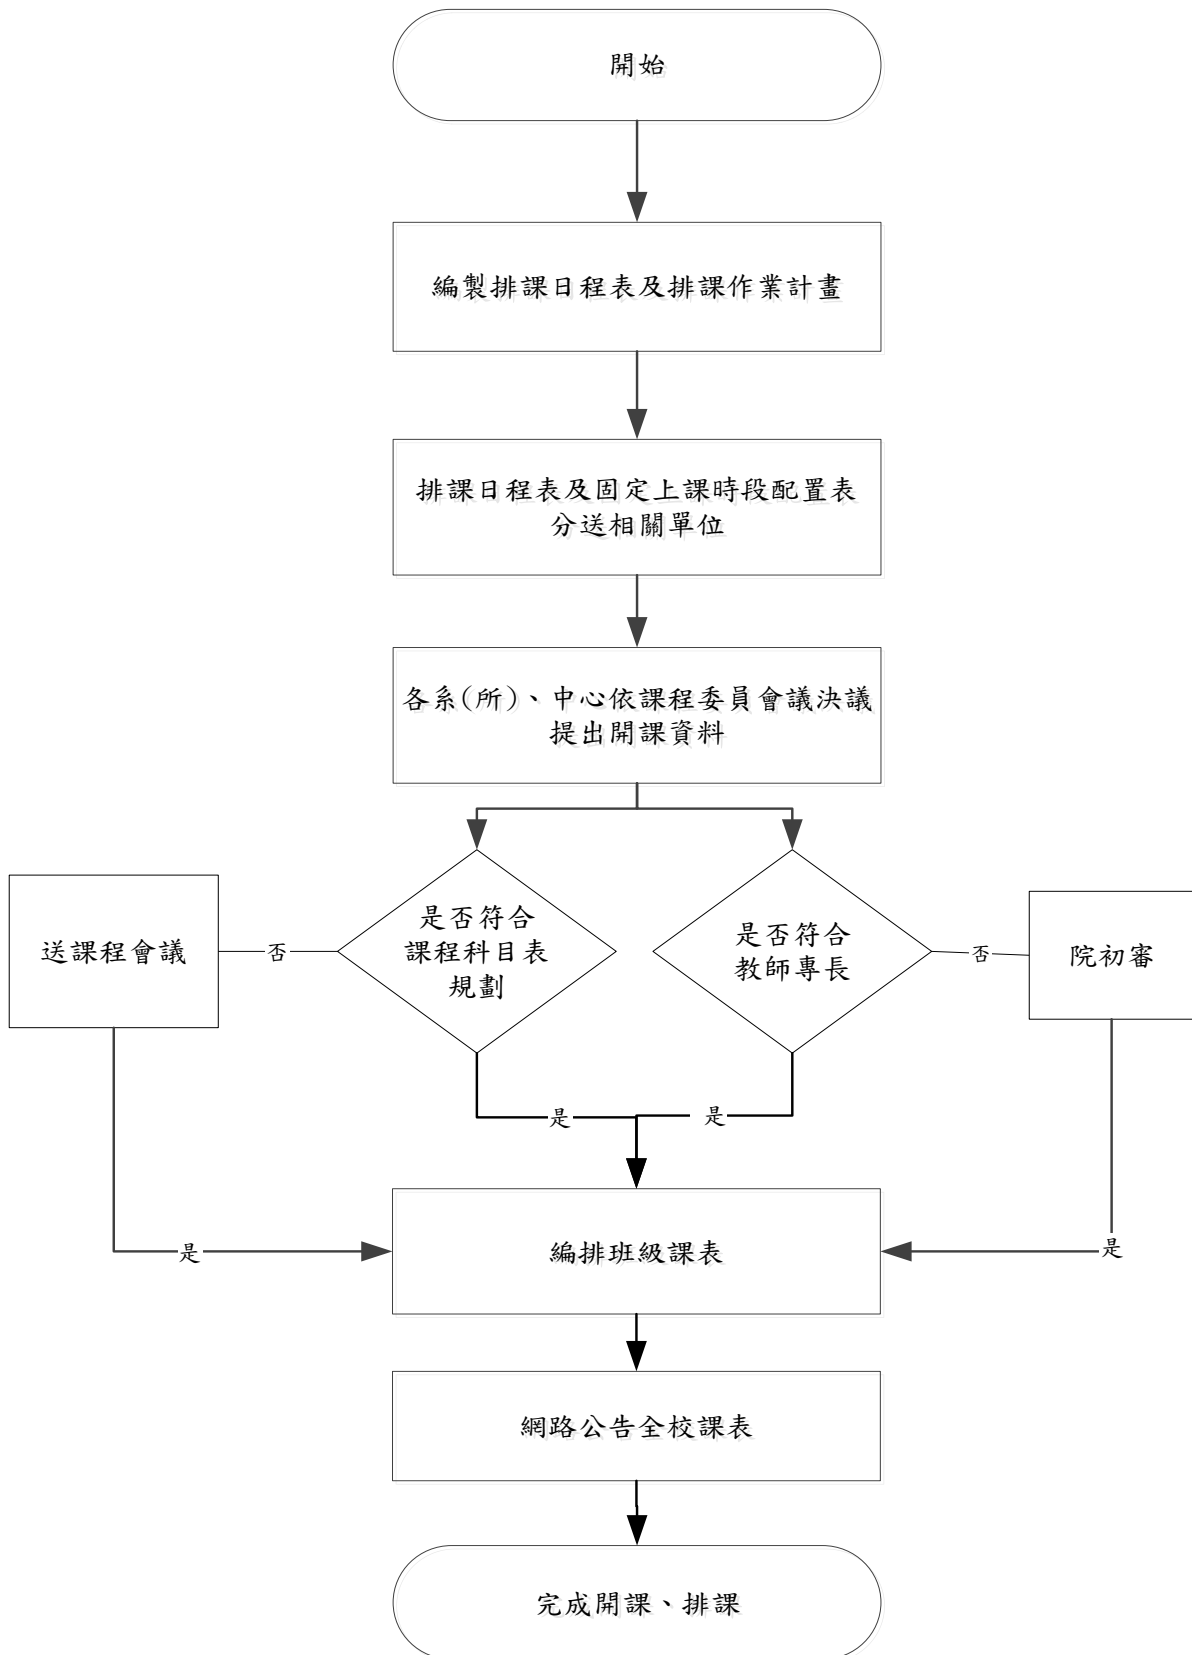 開始
編製排課日程表及排課作業計畫
排課日程表及固定上課時段配置表
分送相關單位
各系(所)、中心依課程委員會議決議
提出開課資料
送課程會議
否
是否符合
課程科目表
規劃
是否符合
教師專長
否
院初審
是
是
是
編排班級課表
是
網路公告全校課表
完成開課、排課